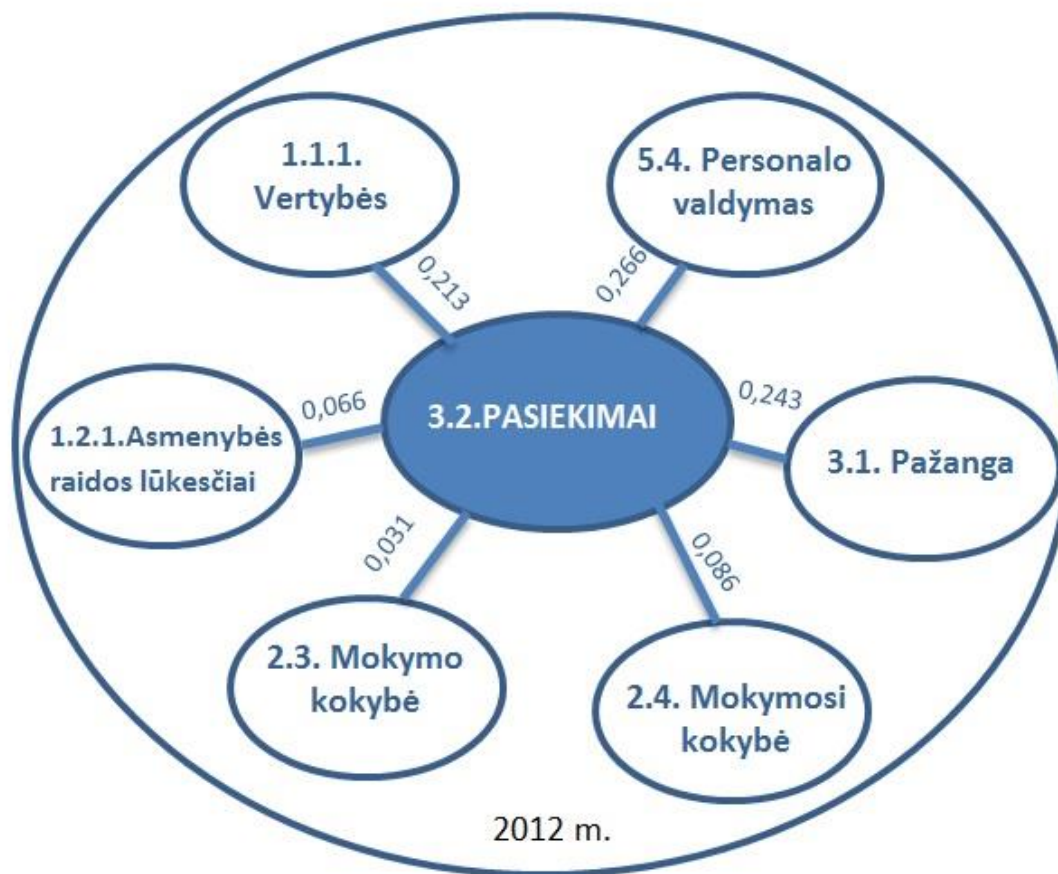 1.1.1.
Vertybės
5.4. Personalo
valdymas
0,213
0,266
1.2.1.Asmenybės
raidos lūkesčiai
0,066
3.2.PASIEKIMAI
0,243
3.1. Pažanga
0,031
0,086
2.3. Mokymo
kokybė
2.4. Mokymosi
kokybė
2012 m.